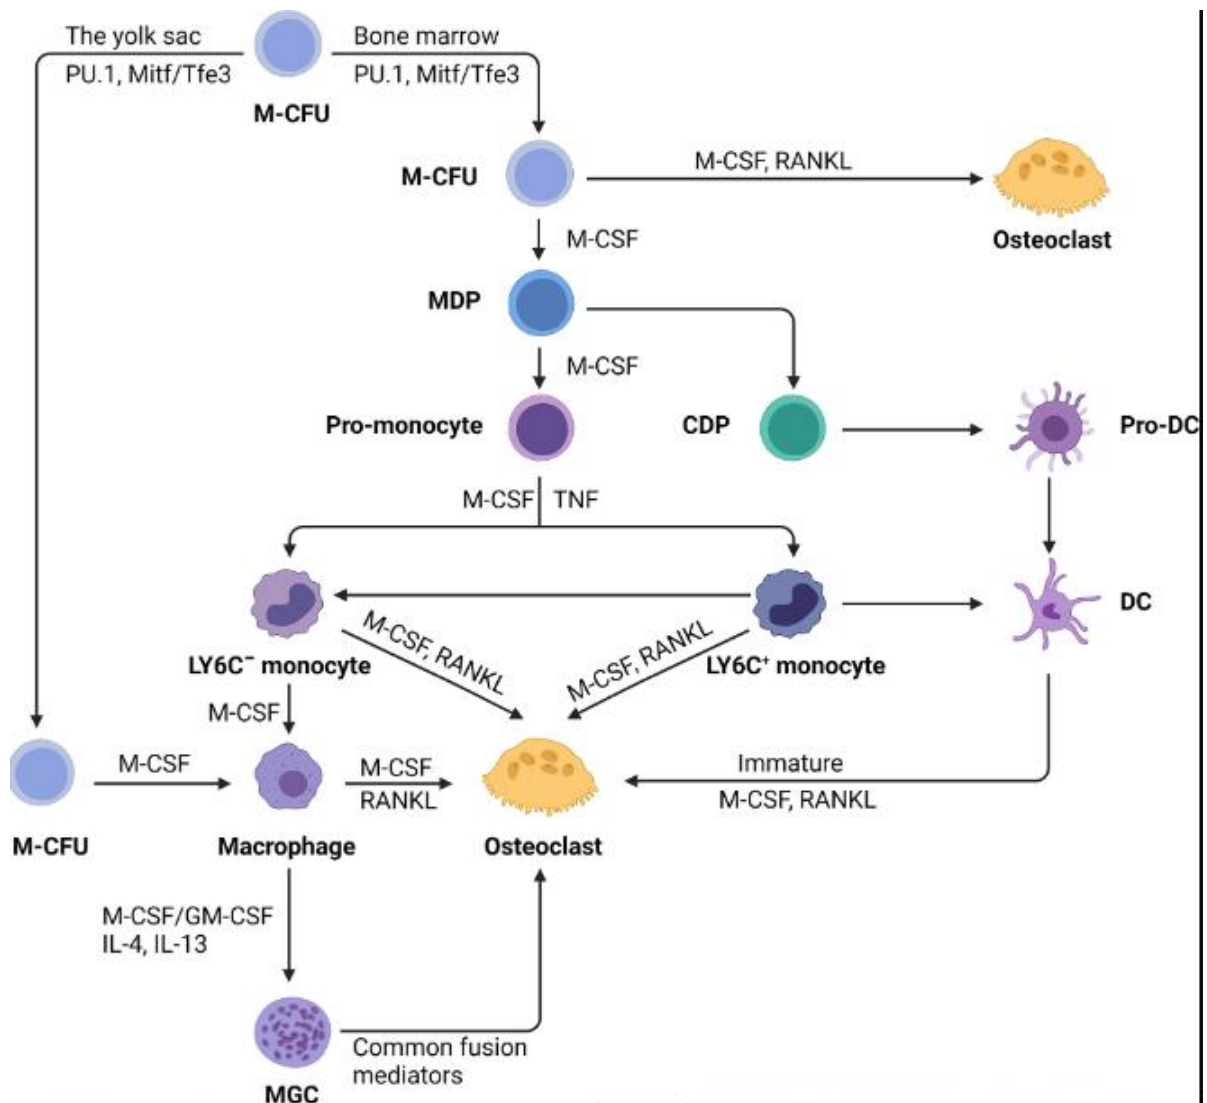 The yolk sac
PU.1, Mitf/Tfe3
Bone marrow
PU.1, Mitf/Tfe3
M-CFU
M-CFU
M-CSF, RANKL
Osteoclast
M-CSF
MDP
M-CSF
Pro-monocyte
CDP
Pro-DC
M-CSF
TNF
DC
LY6C⁻ monocyte
M-CSF, RANKL
M-CSF, RANKL
LY6C⁺ monocyte
M-CSF
M-CSF
M-CSF
RANKL
Immature
M-CSF, RANKL
M-CFU
Macrophage
Osteoclast
M-CSF/GM-CSF
IL-4, IL-13
Common fusion
mediators
MGC